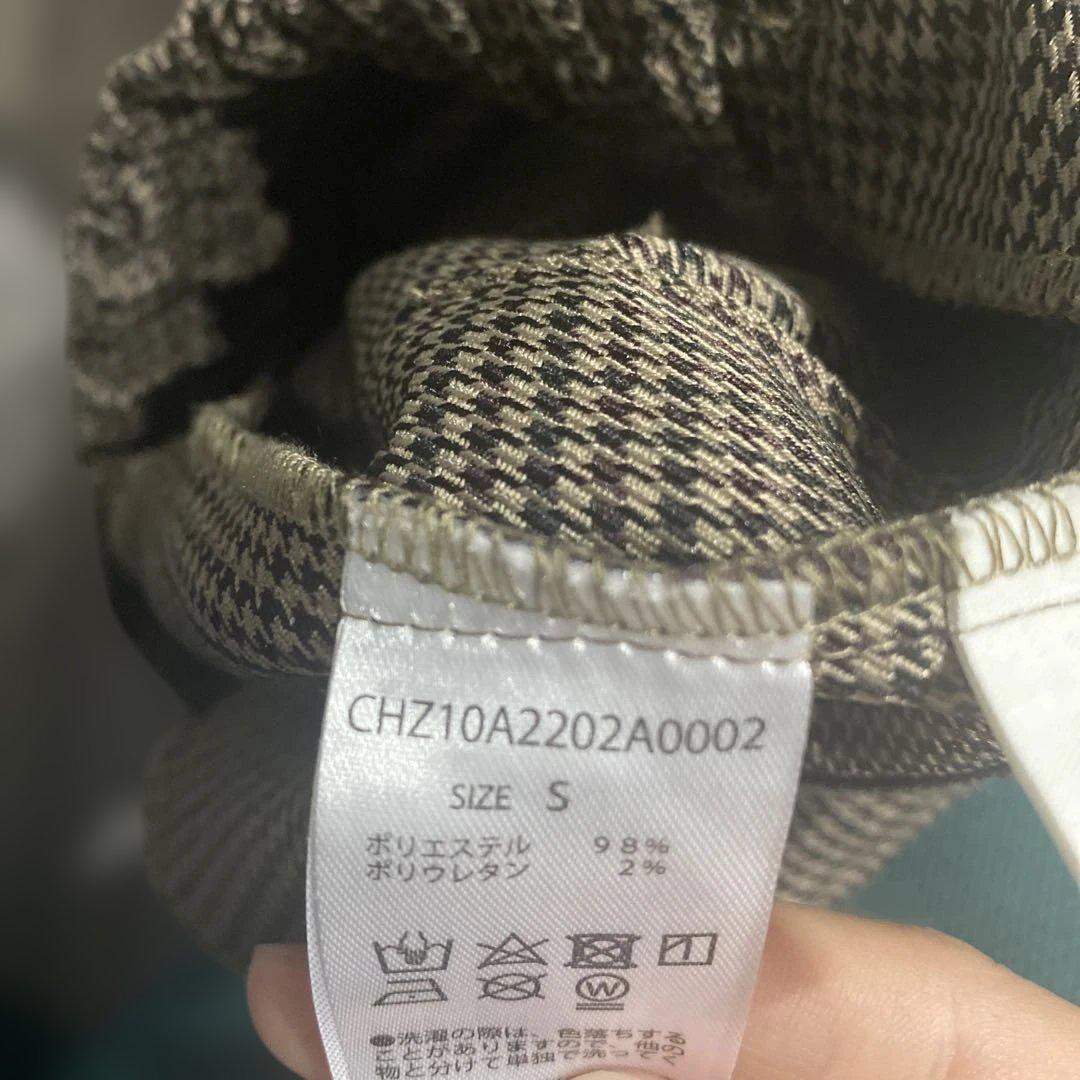 CHZ10A2202A0002
SIZE S
ポリエステル 98%
ポリウレタン 2%
W
●洗濯の際は、色落ちす
ことがありますので、他
物と分けて単独で洗っ